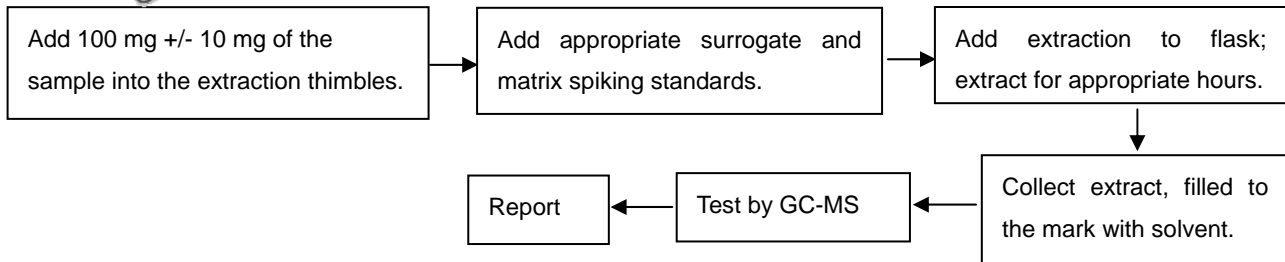 Add 100 mg +/- 10 mg of the
sample into the extraction thimbles.
Add appropriate surrogate and
matrix spiking standards.
Add extraction to flask;
extract for appropriate hours.
Collect extract, filled to
the mark with solvent.
Test by GC-MS
Report